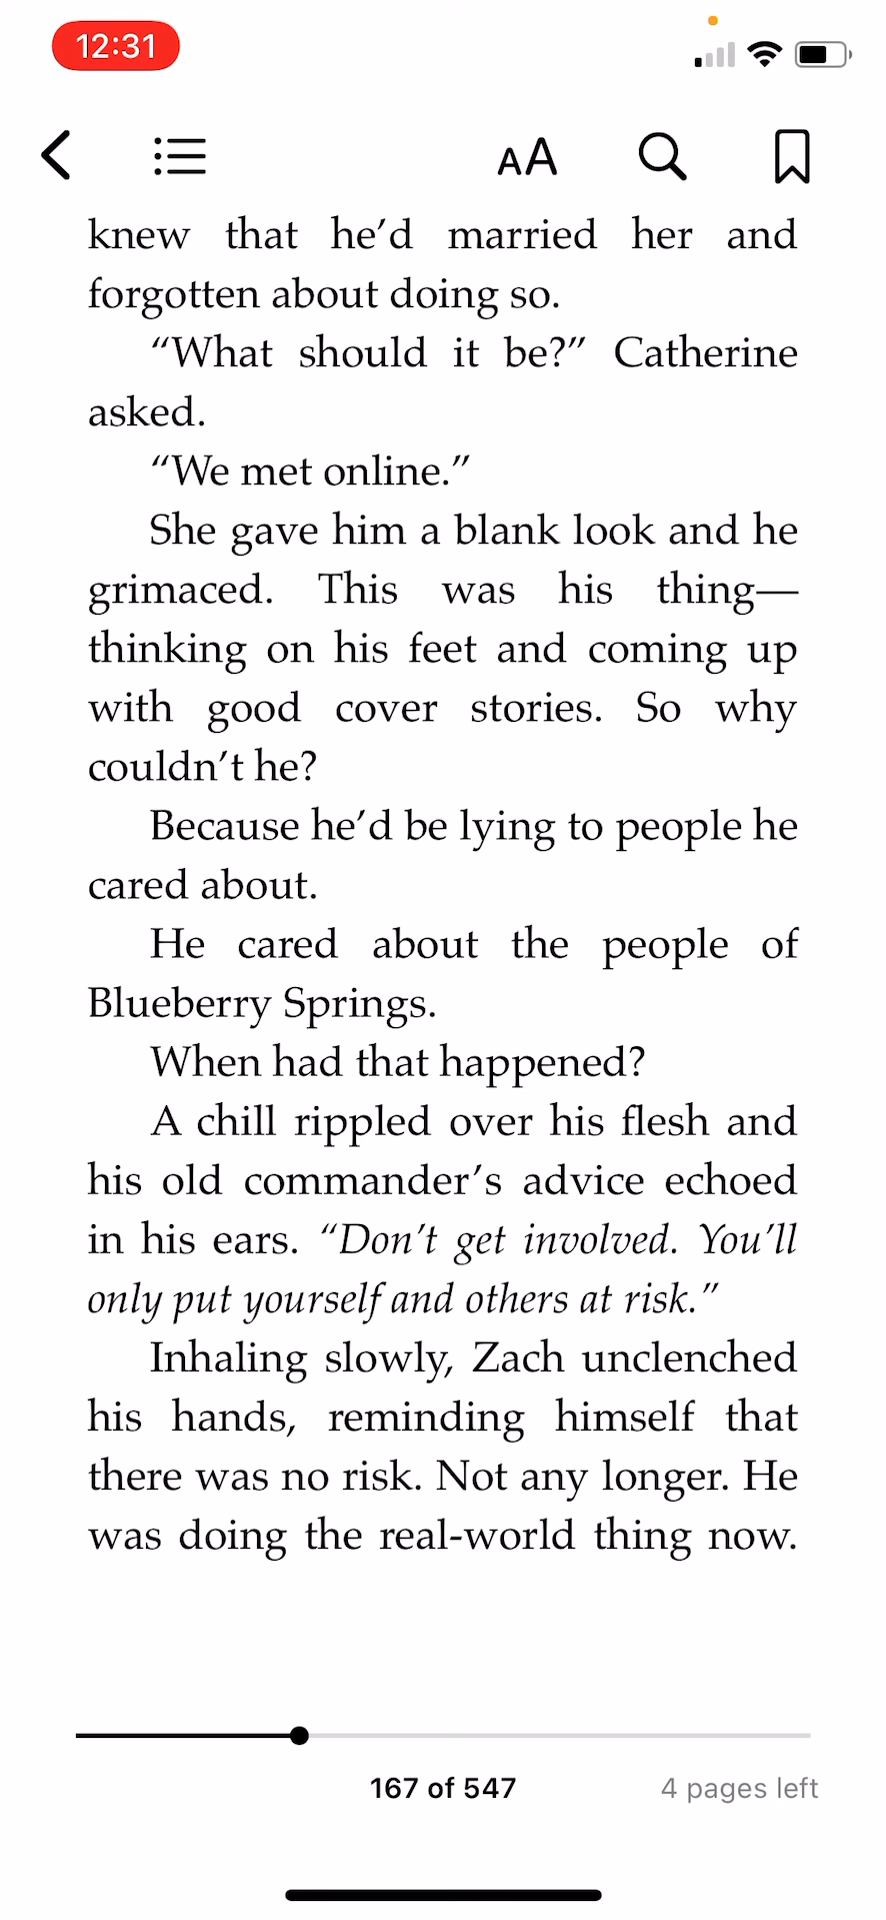 12:31
AA
knew that he’d married her and
forgotten about doing so.
“What should it be?” Catherine
asked.
“We met online.”
She gave him a blank look and he
grimaced. This was his thing—
thinking on his feet and coming up
with good cover stories. So why
couldn’t he?
Because he’d be lying to people he
cared about.
He cared about the people of
Blueberry Springs.
When had that happened?
A chill rippled over his flesh and
his old commander’s advice echoed
in his ears. “Don’t get involved. You’ll
only put yourself and others at risk.”
Inhaling slowly, Zach unclenched
his hands, reminding himself that
there was no risk. Not any longer. He
was doing the real-world thing now.
167 of 547
4 pages left